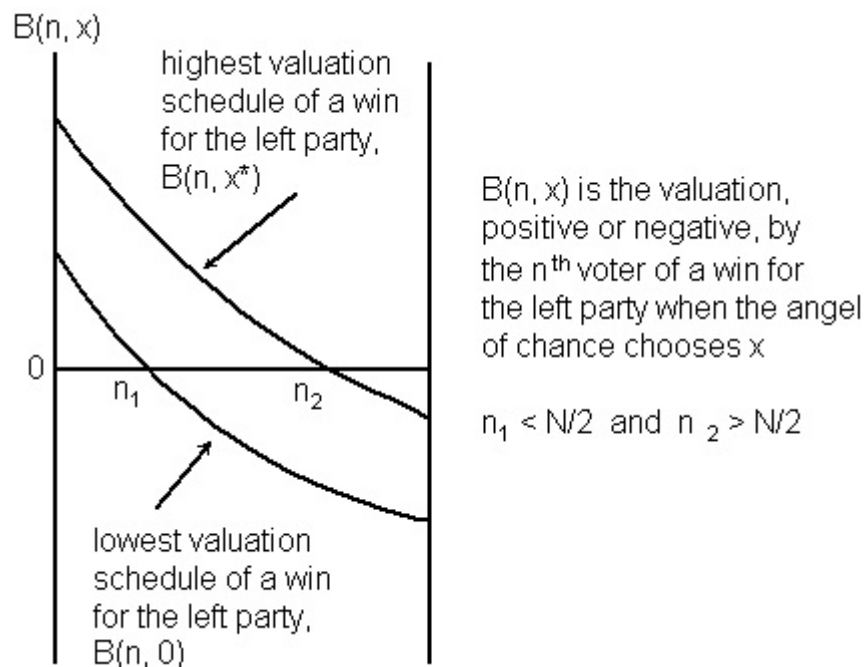 B(n, x)
highest valuation
schedule of a win
for the left party,
B(n, x*)
B(n, x) is the valuation,
positive or negative, by
the nth voter of a win for
the left party when the angel
of chance chooses x
0
n1
n2
n1 < N/2 and n 2 > N/2
lowest valuation
schedule of a win
for the left party,
B(n, 0)